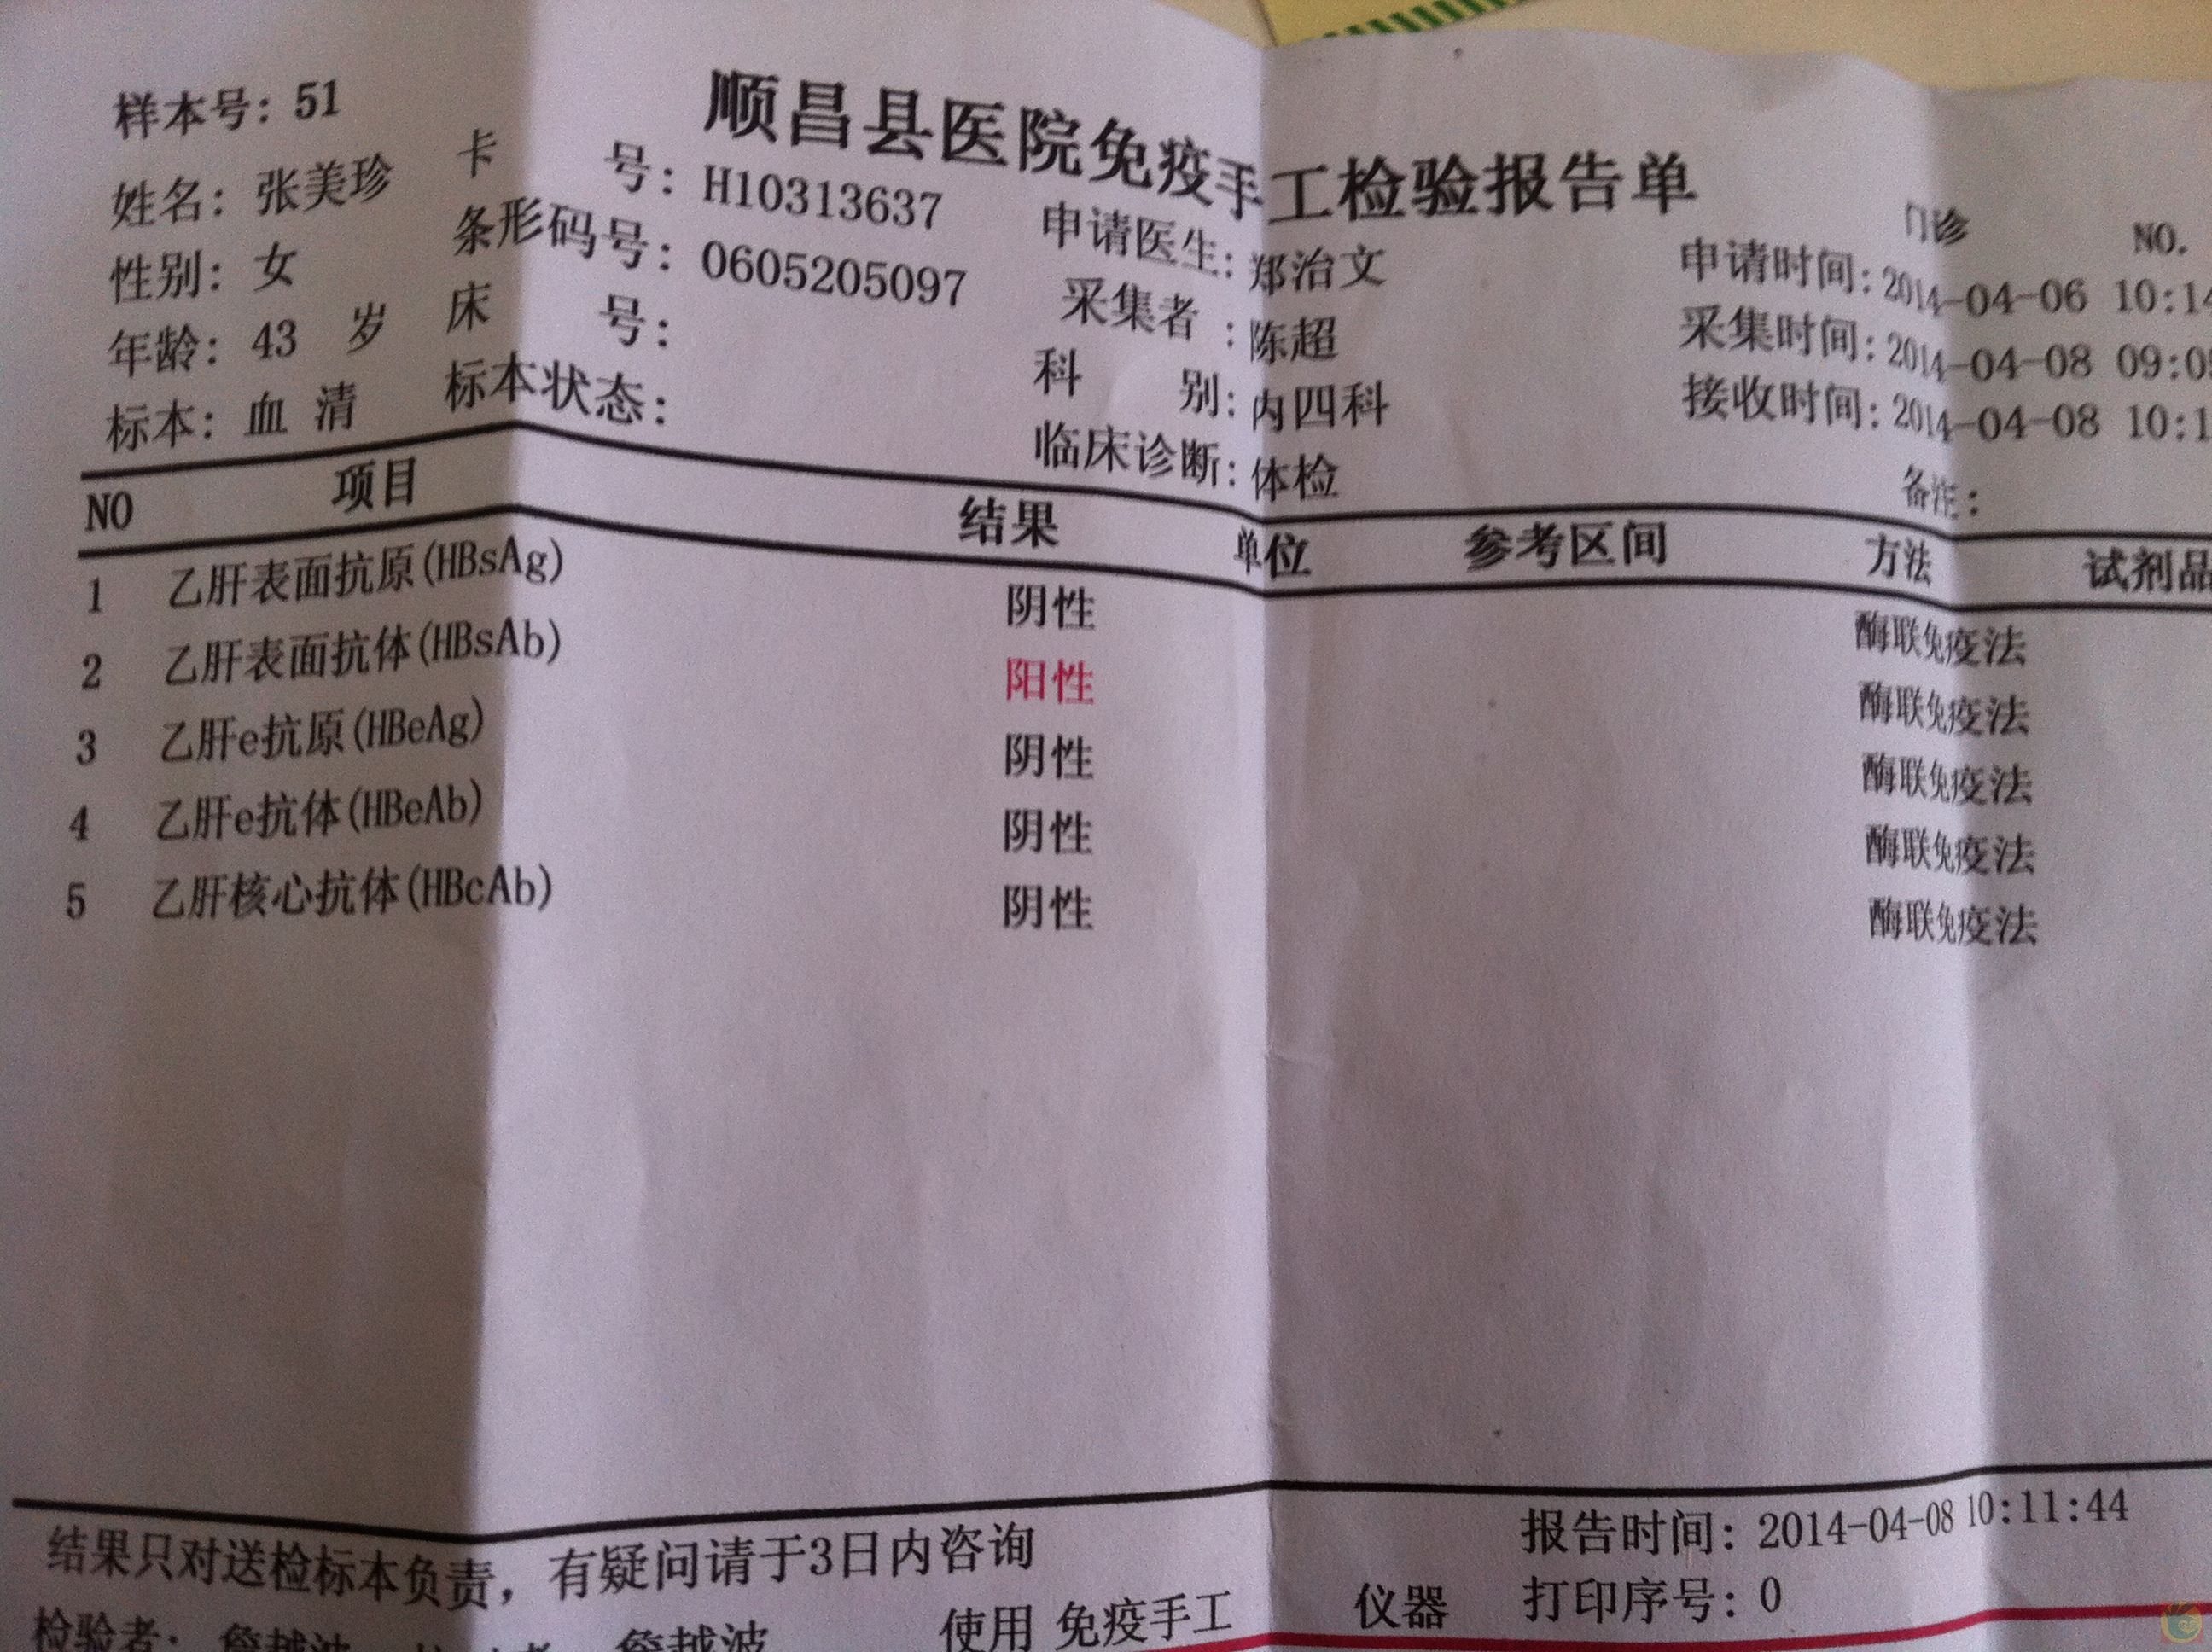 顺昌县医院免疫手工检验报告单
样本号: 51
门诊 NO.
姓名: 张美珍 卡 号: H10313637 申请医生: 郑治文 申请时间: 2014-04-06 10:14
性别: 女 条形码号: 0605205097 采集者 : 陈超 采集时间: 2014-04-08 09:0
年龄: 43 岁 床 号: 科 别: 内四科 接收时间: 2014-04-08 10:1
标本: 血 清 标本状态: 临床诊断: 体检 备注:
NO 项目 结果 单位 参考区间 方法 试剂品
1 乙肝表面抗原(HBsAg) 阴性 酶联免疫法
2 乙肝表面抗体(HBsAb) 阳性 酶联免疫法
3 乙肝e抗原(HBeAg) 阴性 酶联免疫法
4 乙肝e抗体(HBeAb) 阴性 酶联免疫法
5 乙肝核心抗体(HBcAb) 阴性 酶联免疫法
结果只对送检标本负责，有疑问请于3日内咨询 报告时间: 2014-04-08 10:11:44
检验者: 詹越波 詹越波 使用 免疫手工 仪器 打印序号: 0